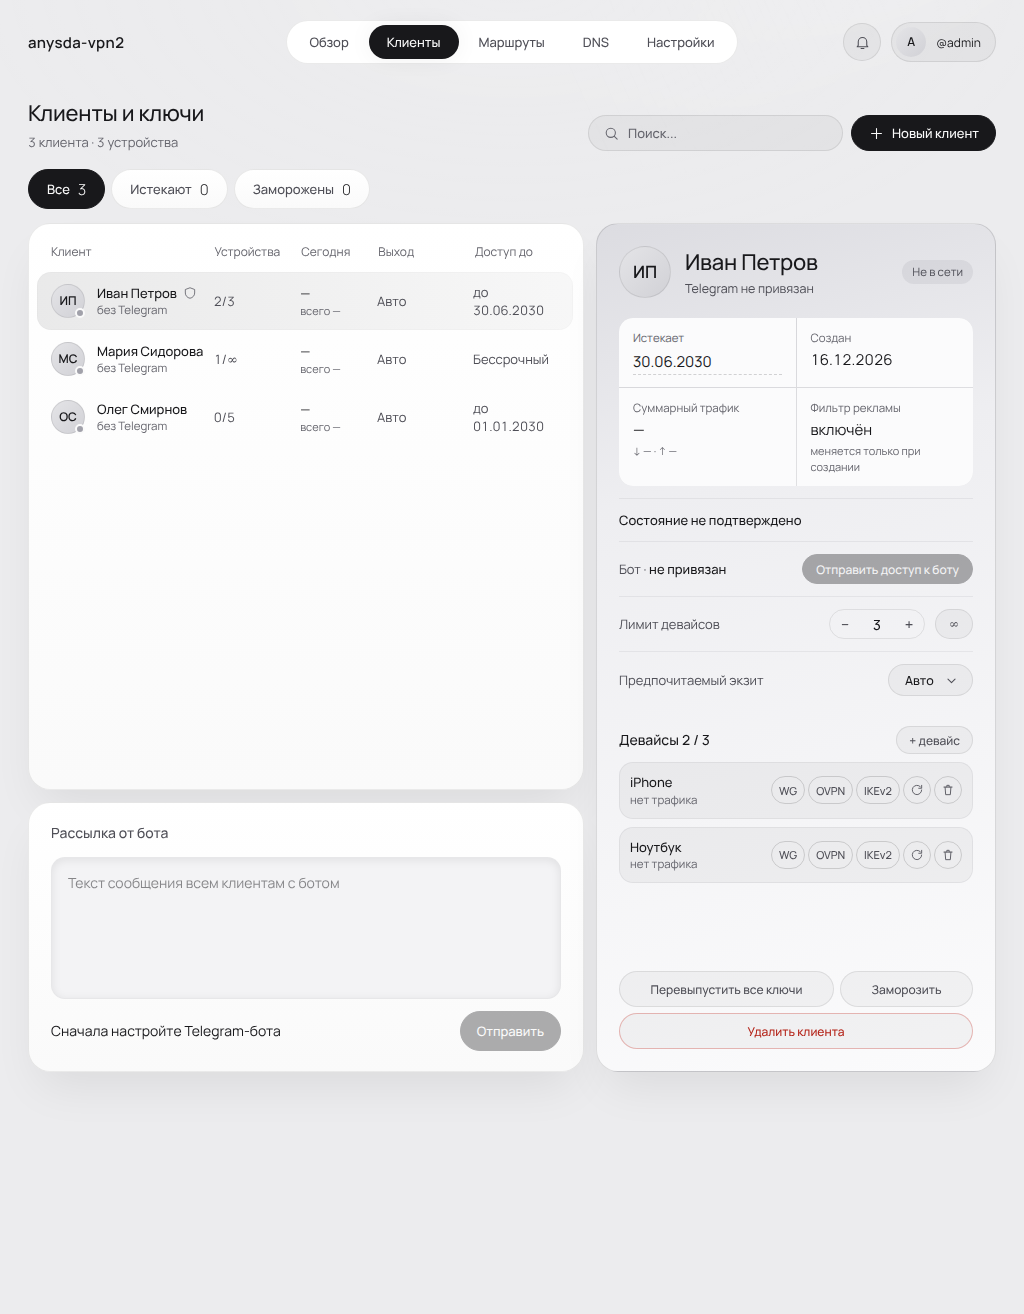 anysda-vpn2
Обзор Клиенты Маршруты DNS Настройки
A @admin
Клиенты и ключи
3 клиента · 3 устройства
Поиск...
+ Новый клиент
Все 3 Истекают 0 Заморожены 0
Клиент Устройства Сегодня Выход Доступ до
ИП Иван Петров без Telegram 2/3 — всего — Авто до 30.06.2030
МС Мария Сидорова без Telegram 1/∞ — всего — Авто Бессрочный
ОС Олег Смирнов без Telegram 0/5 — всего — Авто до 01.01.2030
Рассылка от бота
Текст сообщения всем клиентам с ботом
Сначала настройте Telegram-бота Отправить
ИП Иван Петров
Telegram не привязан
Не в сети
Истекает
30.06.2030
Создан
16.12.2026
Суммарный трафик
—
↓ — · ↑ —
Фильтр рекламы
включён
меняется только при
создании
Состояние не подтверждено
Бот · не привязан Отправить доступ к боту
Лимит девайсов − 3 + ∞
Предпочитаемый экзит Авто
Девайсы 2 / 3 + девайс
iPhone
нет трафика
WG OVPN IKEv2
Ноутбук
нет трафика
WG OVPN IKEv2
Перевыпустить все ключи Заморозить
Удалить клиента